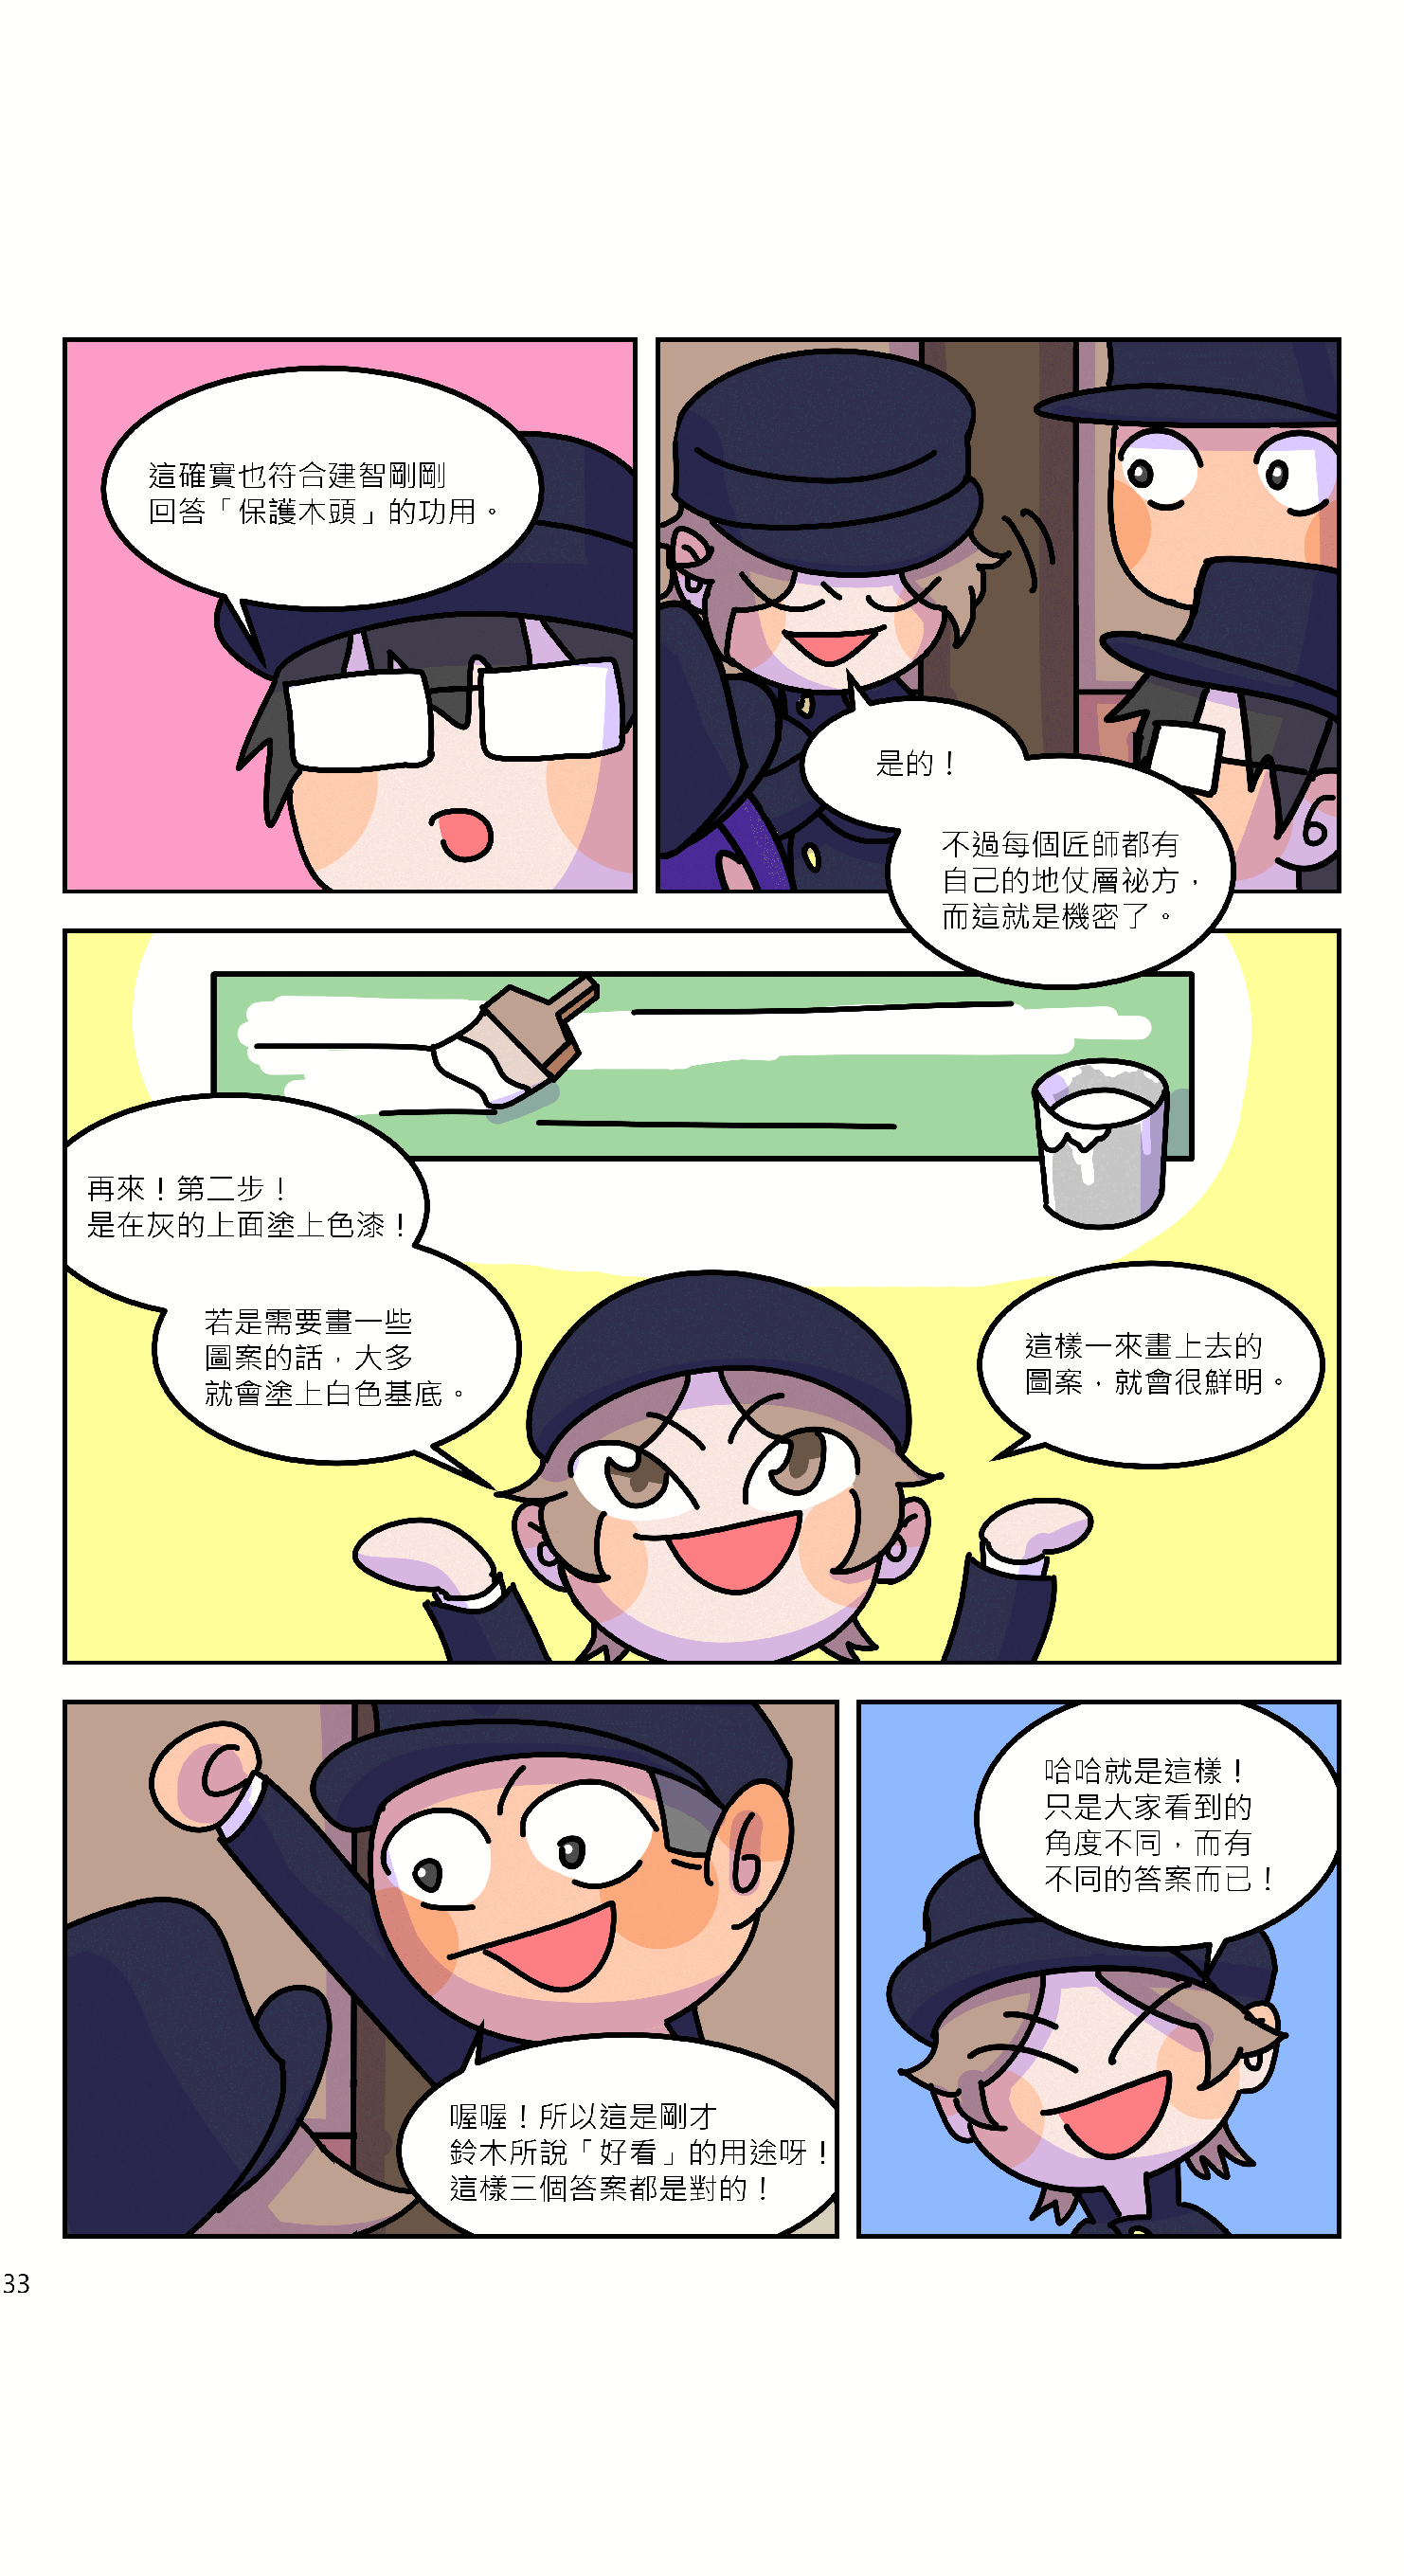 這確實也符合建智剛剛
回答「保護木頭」的功用。
是的！
不過每個匠師都有
自己的地仗層祕方，
而這就是機密了。
再來！第二步！
是在灰的上面塗上色漆！
若是需要畫一些
圖案的話，大多
就會塗上白色基底。
這樣一來畫上去的
圖案，就會很鮮明。
喔喔！所以這是剛才
鈴木所說「好看」的用途呀！
這樣三個答案都是對的！
哈哈就是這樣！
只是大家看到的
角度不同，而有
不同的答案而已！
33